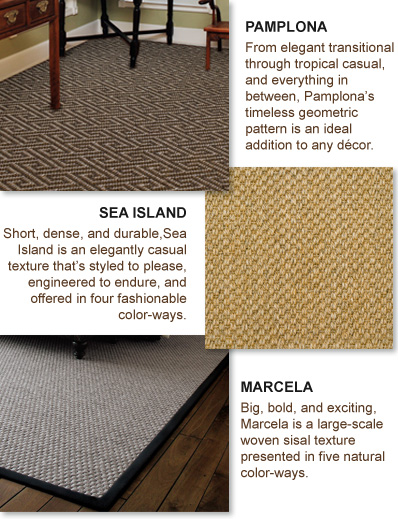 PAMPLONA
From elegant transitional
through tropical casual,
and everything in
between, Pamplona's
timeless geometric
pattern is an ideal
addition to any décor.
SEA ISLAND
Short, dense, and durable,Sea
Island is an elegantly casual
texture that's styled to please,
engineered to endure, and
offered in four fashionable
color-ways.
MARCELA
Big, bold, and exciting,
Marcela is a large-scale
woven sisal texture
presented in five natural
color-ways.